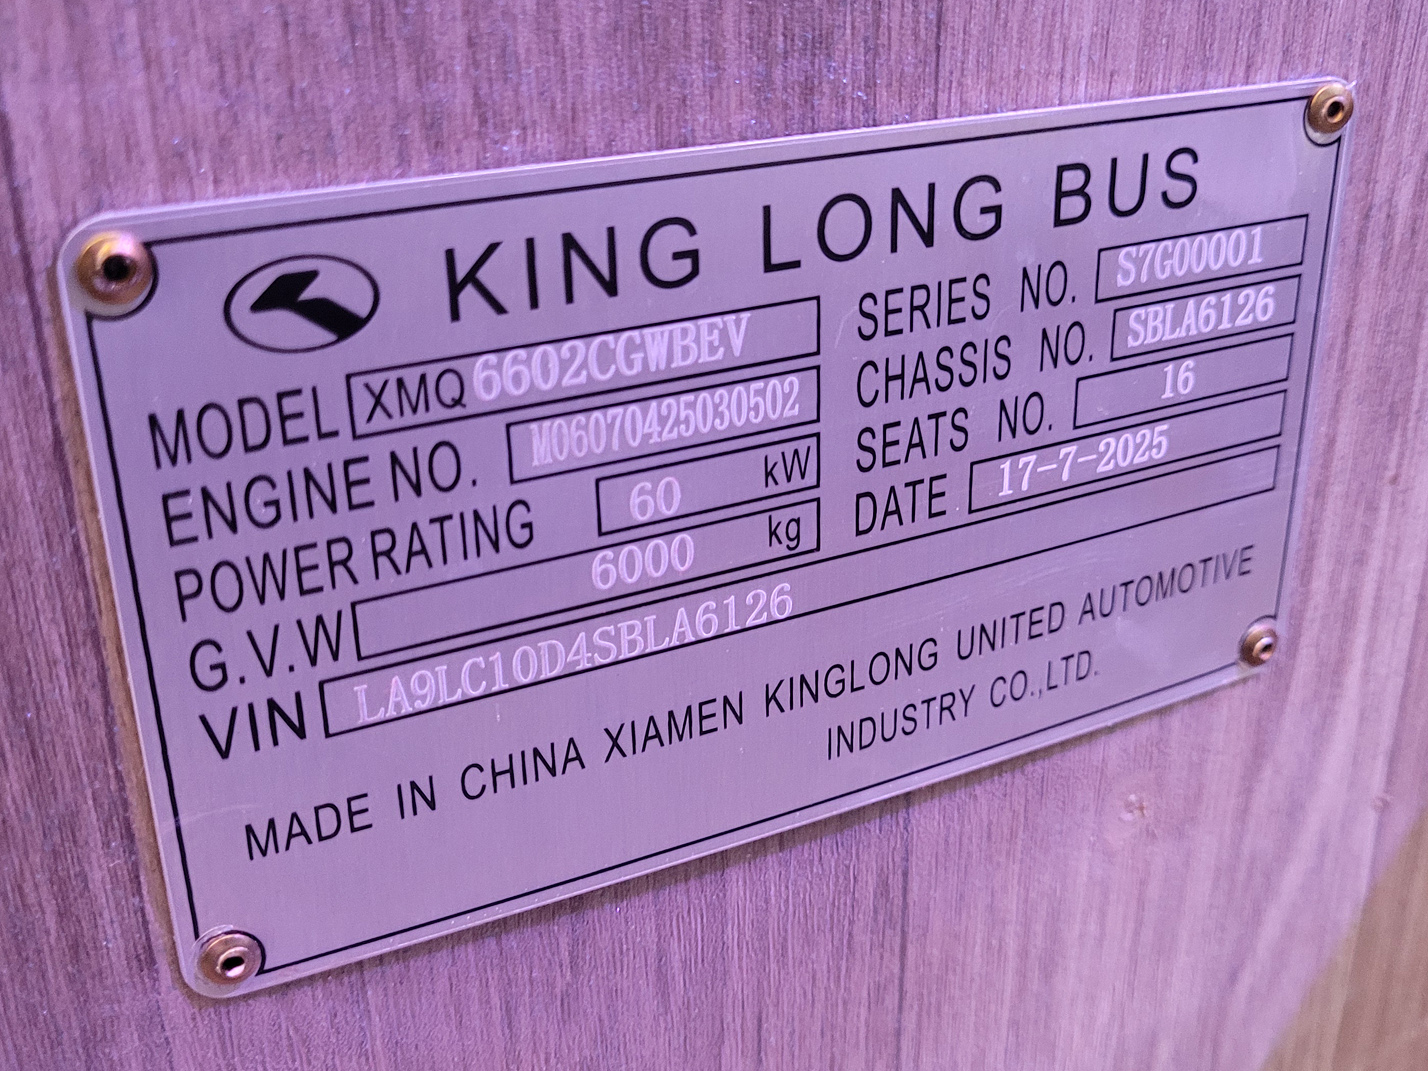 KING LONG BUS
MODEL XMQ 6602CGWBEV
ENGINE NO. M06070425030502
POWER RATING 60 kW
G.V.W 6000 kg
VIN LA9LC10D4SBLA6126
SERIES NO. S7G00001
CHASSIS NO. SBLA6126
SEATS NO. 16
DATE 17-7-2025
MADE IN CHINA XIAMEN KINGLONG UNITED AUTOMOTIVE
INDUSTRY CO.,LTD.